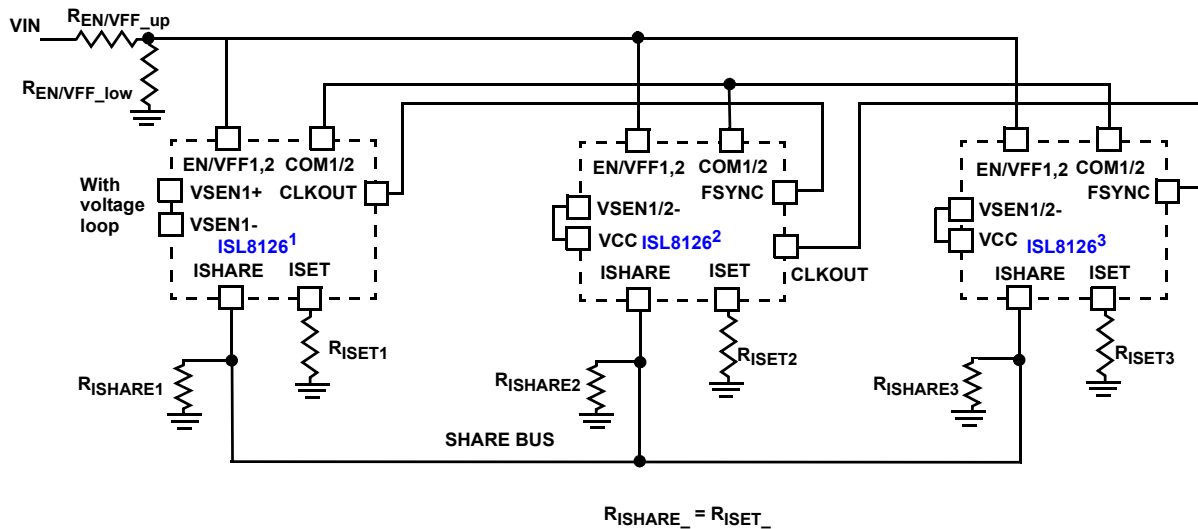 VIN
REN/VFF_up
REN/VFF_low
EN/VFF1,2 COM1/2
With
voltage
loop
VSEN1+
CLKOUT
VSEN1-
ISL8126¹
ISHARE ISET
RISHARE1
RISET1
EN/VFF1,2 COM1/2
FSYNC
VSEN1/2-
VCC ISL8126²
CLKOUT
ISHARE ISET
RISHARE2
RISET2
EN/VFF1,2 COM1/2
FSYNC
VSEN1/2-
VCC ISL8126³
ISHARE ISET
RISHARE3
RISET3
SHARE BUS
RISHARE_ = RISET_